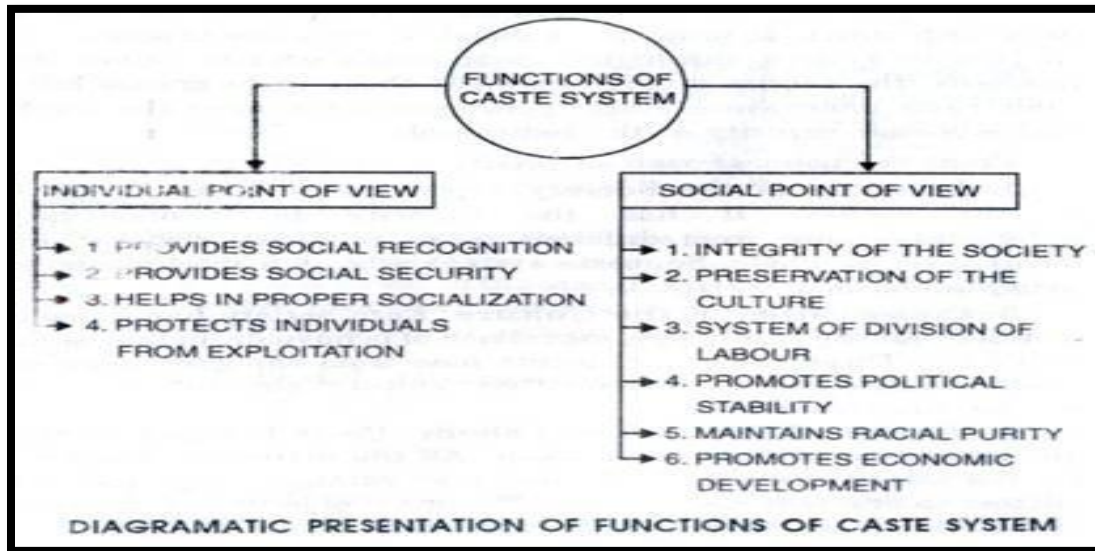 FUNCTIONS OF
CASTE SYSTEM
INDIVIDUAL POINT OF VIEW
1. PROVIDES SOCIAL RECOGNITION
2. PROVIDES SOCIAL SECURITY
3. HELPS IN PROPER SOCIALIZATION
4. PROTECTS INDIVIDUALS
FROM EXPLOITATION
SOCIAL POINT OF VIEW
1. INTEGRITY OF THE SOCIETY
2. PRESERVATION OF THE
CULTURE
3. SYSTEM OF DIVISION OF
LABOUR
4. PROMOTES POLITICAL
STABILITY
5. MAINTAINS RACIAL PURITY
6. PROMOTES ECONOMIC
DEVELOPMENT
DIAGRAMATIC PRESENTATION OF FUNCTIONS OF CASTE SYSTEM